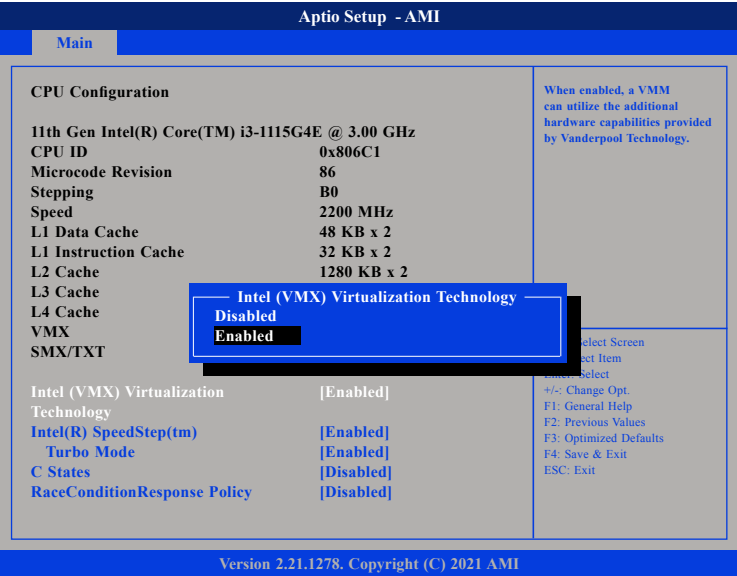 Aptio Setup - AMI
Main
CPU Configuration
11th Gen Intel(R) Core(TM) i3-1115G4E @ 3.00 GHz
CPU ID 0x806C1
Microcode Revision 86
Stepping B0
Speed 2200 MHz
L1 Data Cache 48 KB x 2
L1 Instruction Cache 32 KB x 2
L2 Cache 1280 KB x 2
L3 Cache
L4 Cache
VMX
SMX/TXT
Intel (VMX) Virtualization Technology
Disabled
Enabled
Intel (VMX) Virtualization [Enabled]
Technology
Intel(R) SpeedStep(tm) [Enabled]
Turbo Mode [Enabled]
C States [Disabled]
RaceConditionResponse Policy [Disabled]
When enabled, a VMM
can utilize the additional
hardware capabilities provided
by Vanderpool Technology.
Select Screen
Item
Select
+/-: Change Opt.
F1: General Help
F2: Previous Values
F3: Optimized Defaults
F4: Save & Exit
ESC: Exit
Version 2.21.1278. Copyright (C) 2021 AMI